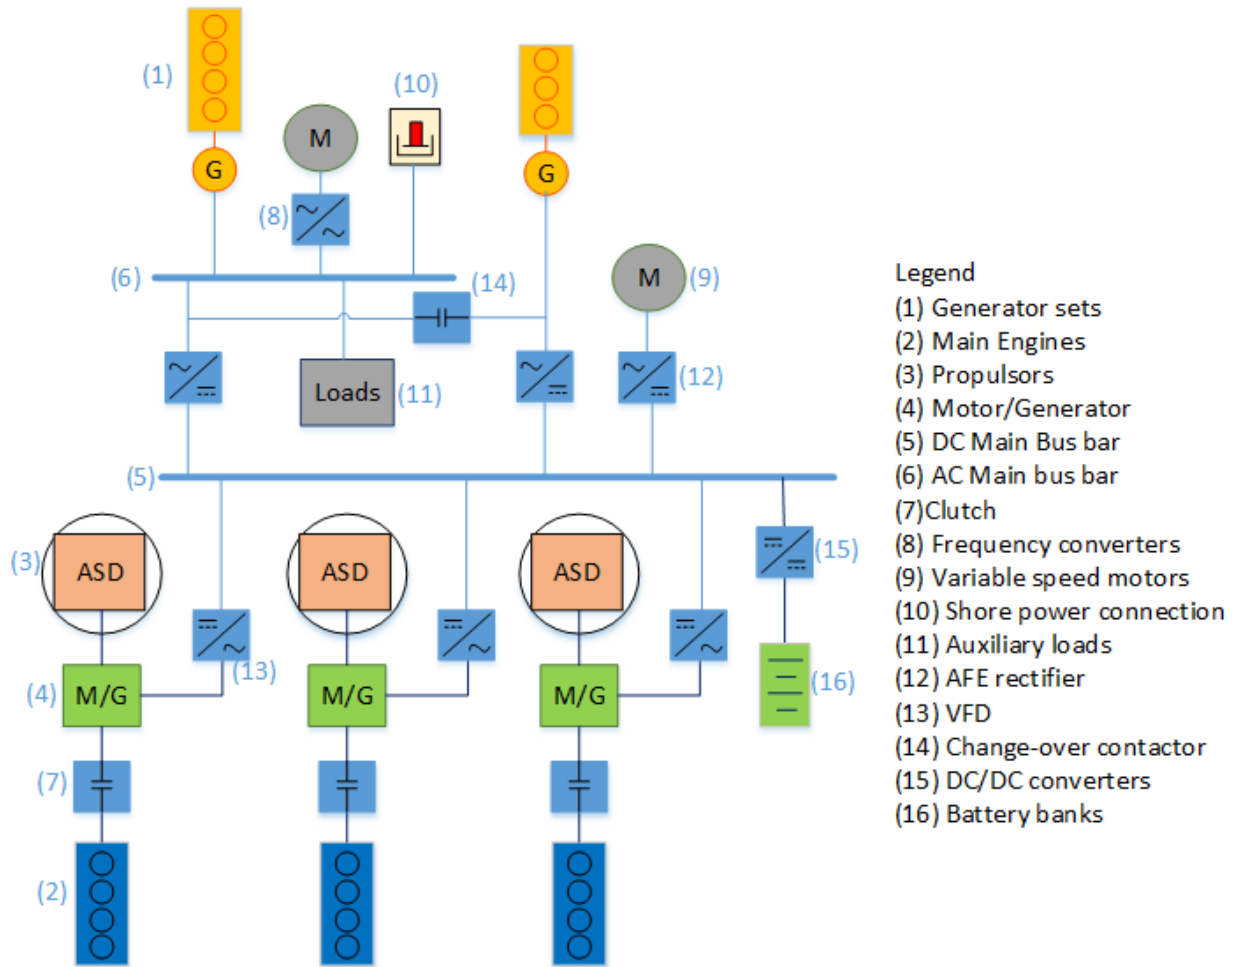 (1)
(10)
M
G
G
(8)
(6)
(14)
M
(9)
Loads
(11)
(12)
(5)
(3)
ASD
ASD
ASD
(15)
(13)
(4)
M/G
M/G
M/G
(16)
(7)
(2)
Legend
(1) Generator sets
(2) Main Engines
(3) Propulsors
(4) Motor/Generator
(5) DC Main Bus bar
(6) AC Main bus bar
(7)Clutch
(8) Frequency converters
(9) Variable speed motors
(10) Shore power connection
(11) Auxiliary loads
(12) AFE rectifier
(13) VFD
(14) Change-over contactor
(15) DC/DC converters
(16) Battery banks